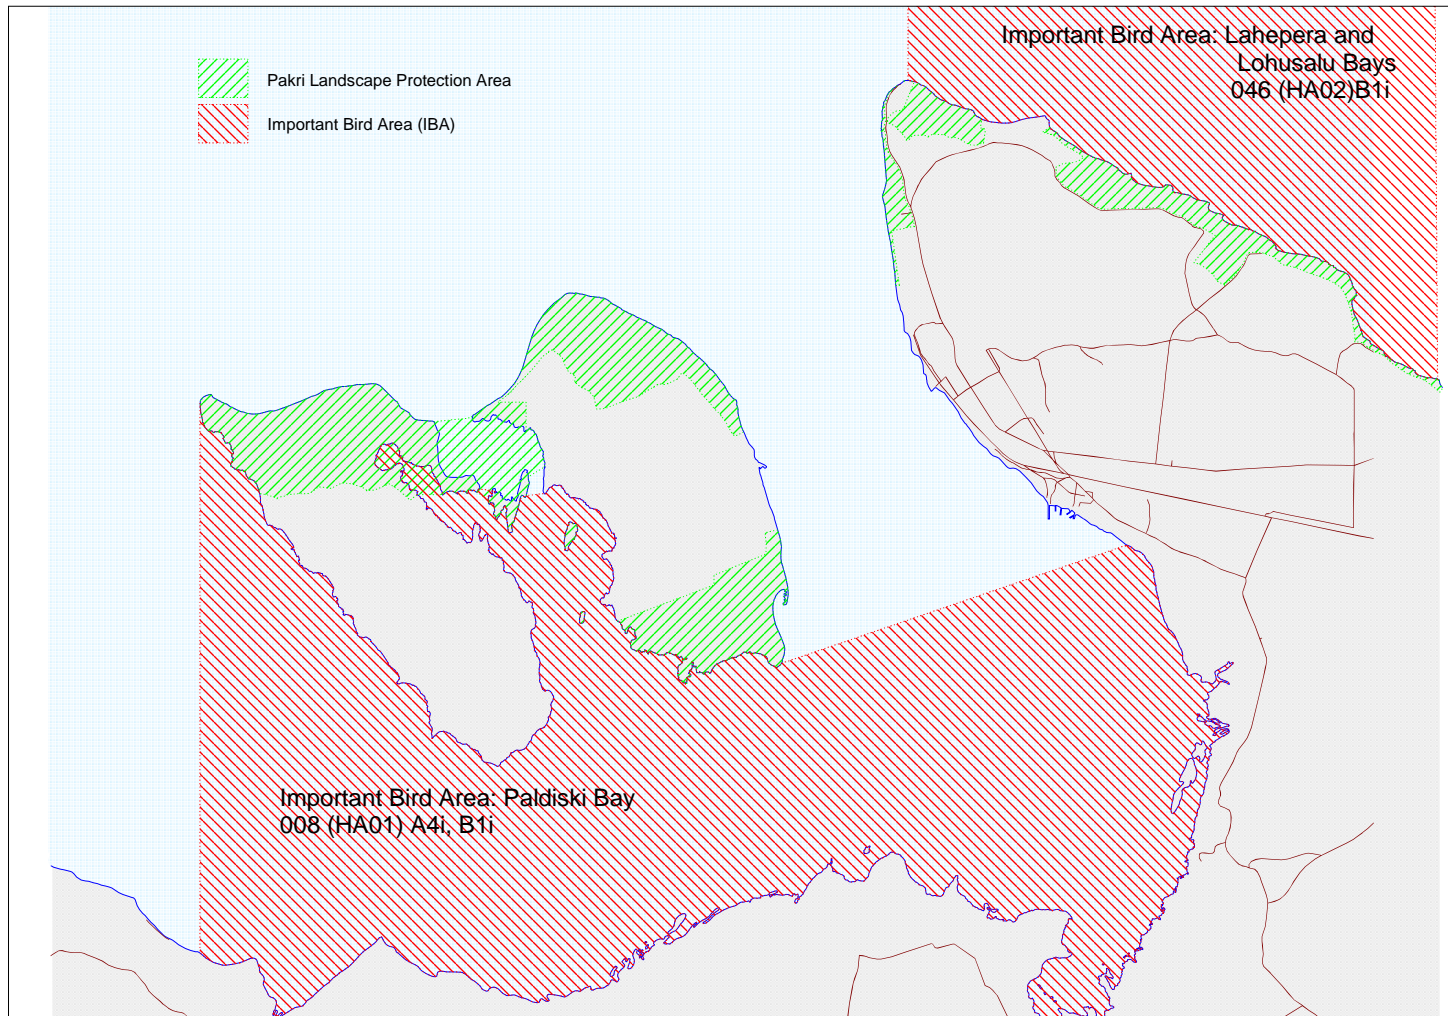 Important Bird Area: Lahepera and
Lohusalu Bays
046 (HA02)B1i
Pakri Landscape Protection Area
Important Bird Area (IBA)
Important Bird Area: Paldiski Bay
008 (HA01) A4i, B1i